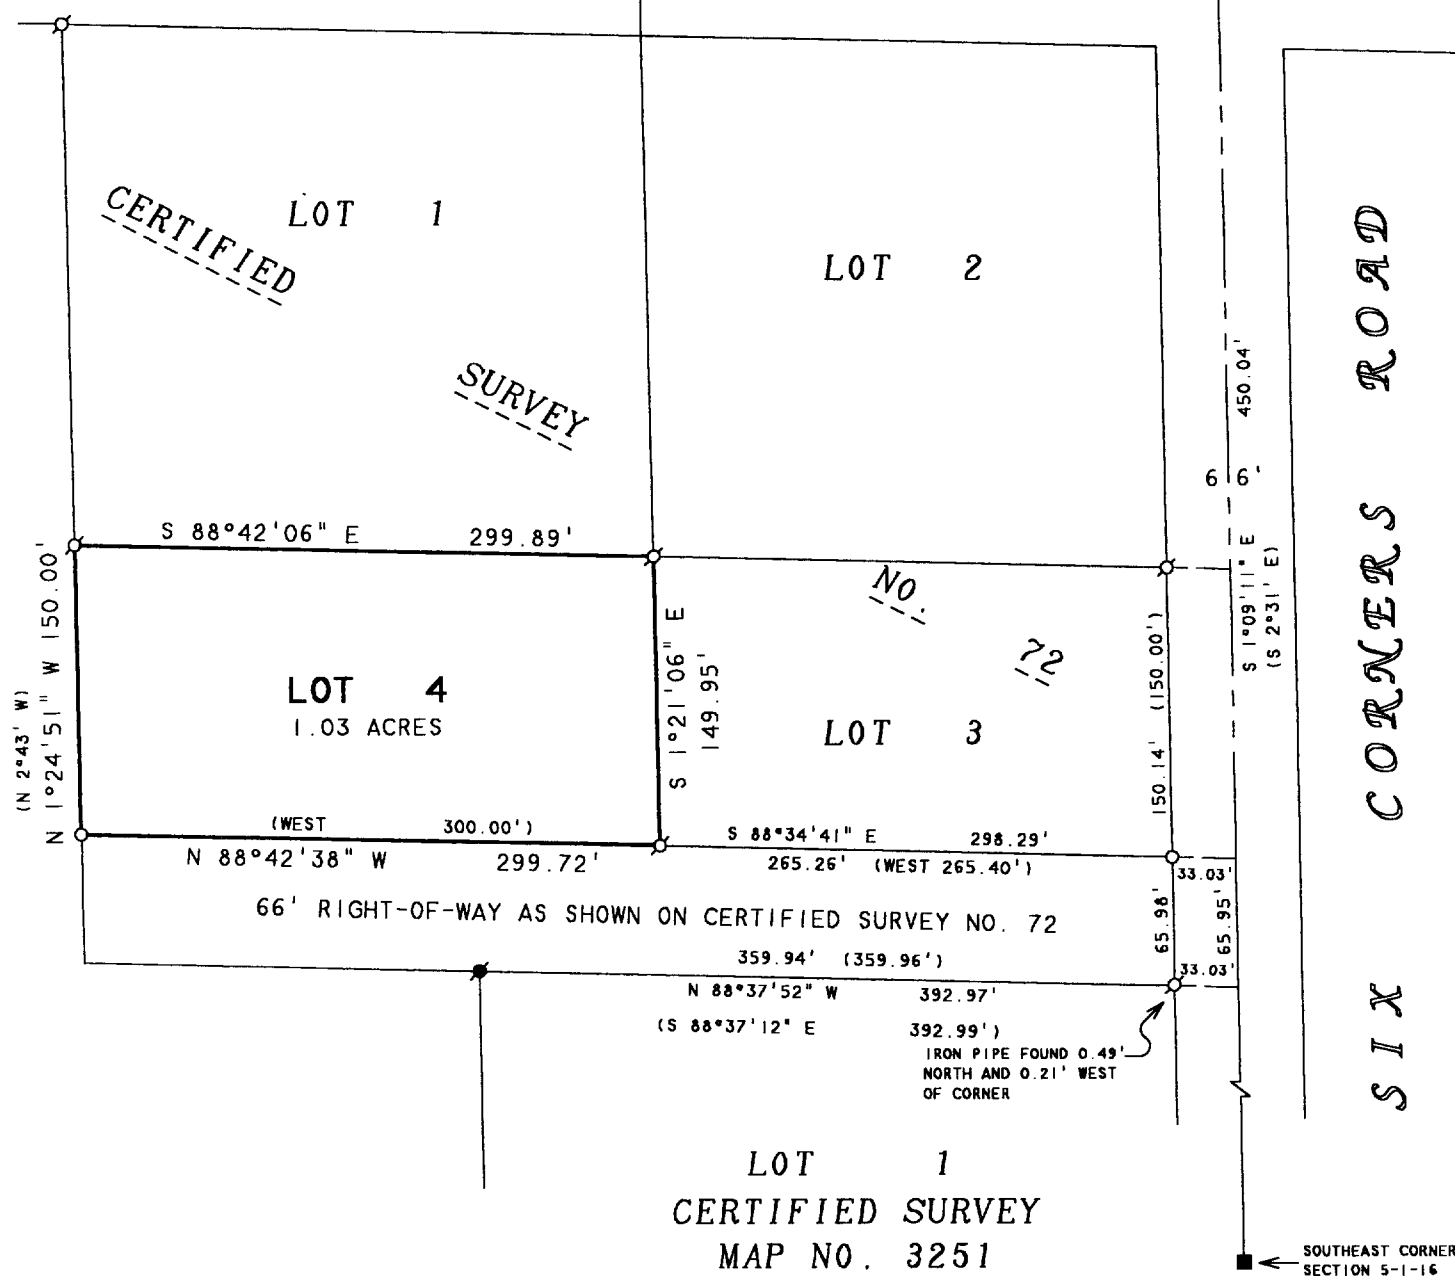 LOT 1
CERTIFIED
SURVEY
NO.
72
LOT 2
450.04'
6 6'
S 1°09'11" E
(S 2°31' E)
SIX CORNERS ROAD
S 88°42'06" E 299.89'
(N 2°43' W)
N 1°24'51" W 150.00'
LOT 4
1.03 ACRES
S 1°21'06" E
149.95'
LOT 3
150.14' (150.00')
(WEST 300.00')
N 88°42'38" W 299.72'
S 88°34'41" E 298.29'
265.26' (WEST 265.40')
33.03'
66' RIGHT-OF-WAY AS SHOWN ON CERTIFIED SURVEY NO. 72
65.98'
65.95'
359.94' (359.96')
33.03'
N 88°37'52" W 392.97'
(S 88°37'12" E 392.99')
IRON PIPE FOUND 0.49'
NORTH AND 0.21' WEST
OF CORNER
LOT 1
CERTIFIED SURVEY
MAP NO. 3251
SOUTHEAST CORNER
SECTION 5-1-16